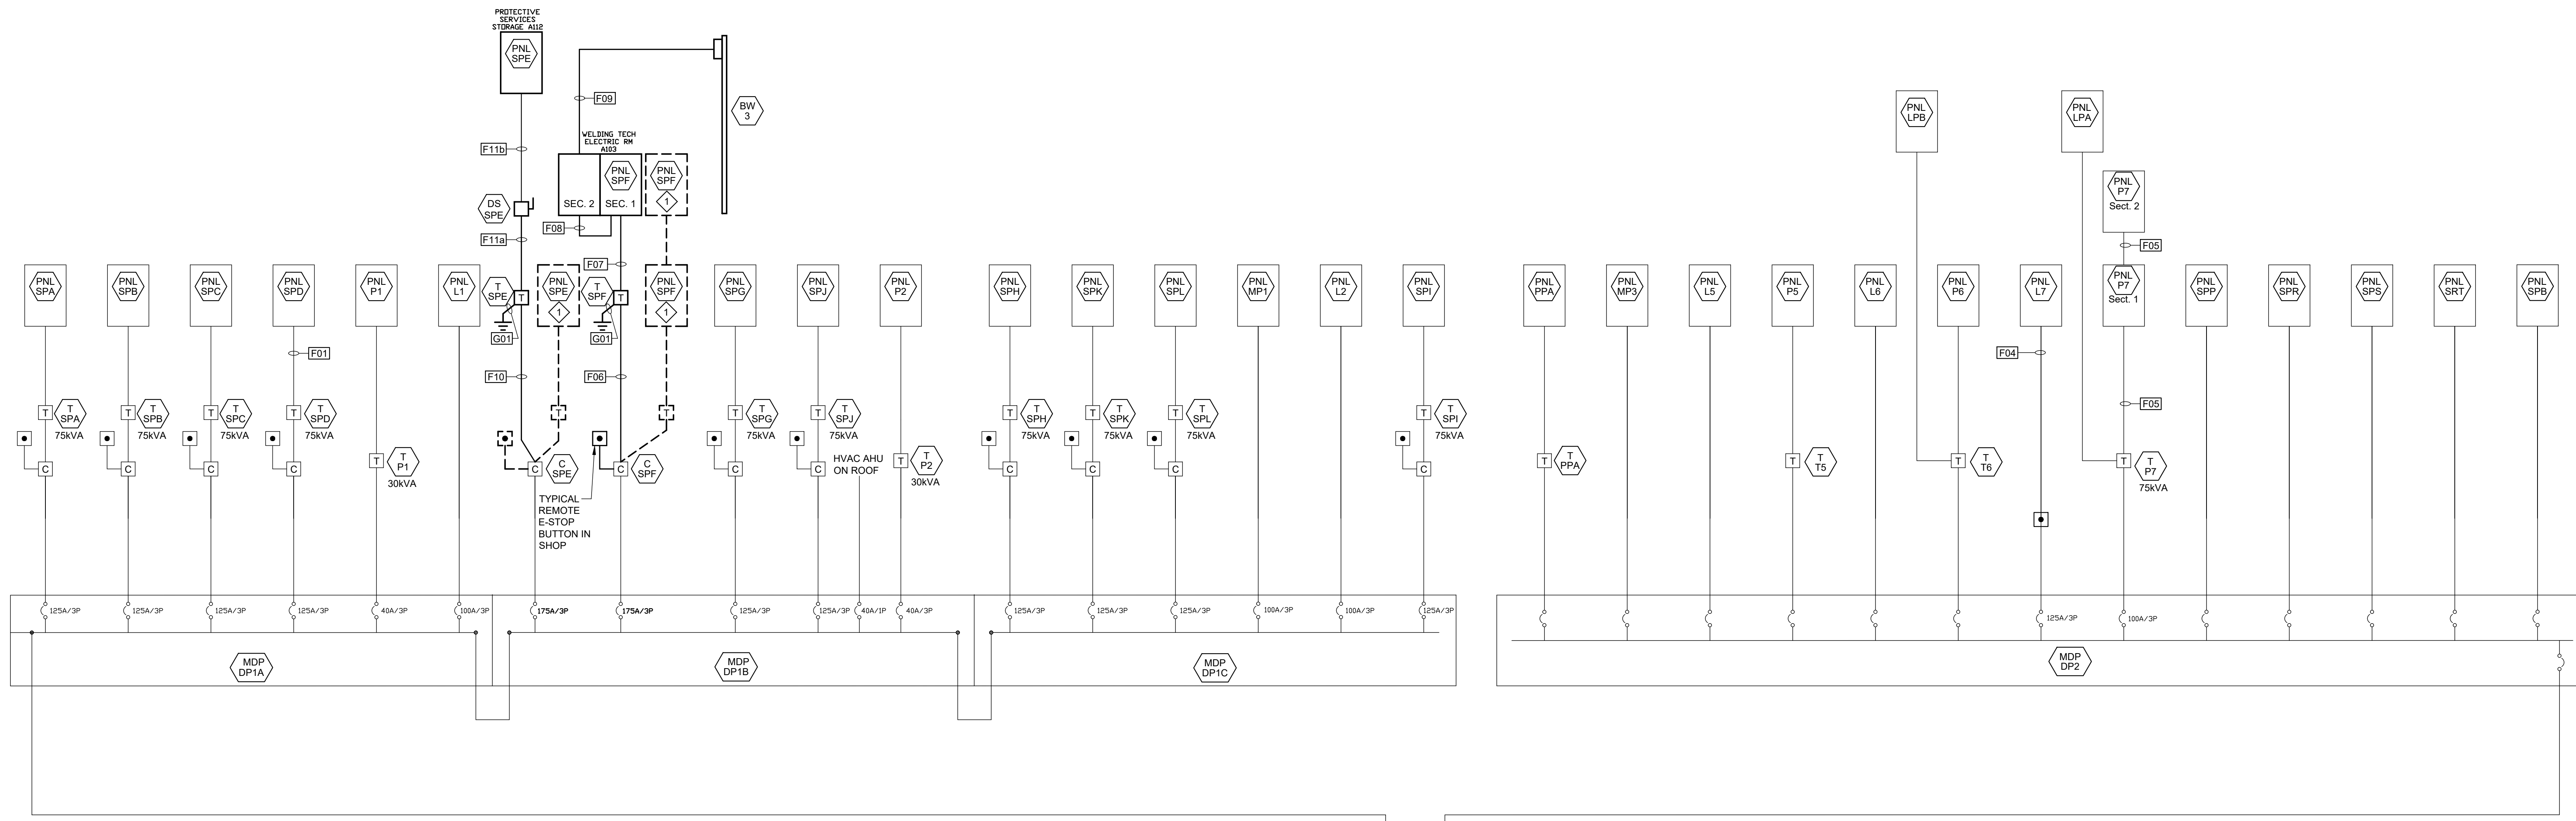 PROTECTIVE
SERVICES
STORAGE A112
PNL
SPE
F09
BW
3
PNL
LPB
PNL
LPA
WELDING TECH
ELECTRIC RM
A103
F11b
PNL
SPF
PNL
SPF
1
SEC. 2
SEC. 1
DS
SPE
PNL
P7
Sect. 2
F08
F11a
F05
F07
PNL
SPA
PNL
SPB
PNL
SPC
PNL
SPD
PNL
P1
PNL
L1
T
SPE
T
PNL
SPE
1
T
SPF
T
PNL
SPF
1
PNL
SPG
PNL
SPJ
PNL
P2
PNL
SPH
PNL
SPK
PNL
SPL
PNL
MP1
PNL
L2
PNL
SPI
PNL
PPA
PNL
MP3
PNL
L5
PNL
P5
PNL
L6
PNL
P6
PNL
L7
PNL
P7
Sect. 1
PNL
SPP
PNL
SPR
PNL
SPS
PNL
SRT
PNL
SPB
G01
G01
F01
F04
F10
F06
F05
T
T
SPA
75kVA
T
T
SPB
75kVA
T
T
SPC
75kVA
T
T
SPD
75kVA
T
T
T
T
SPG
75kVA
T
T
SPJ
75kVA
T
T
SPH
75kVA
T
T
SPK
75kVA
T
T
SPL
75kVA
T
T
SPI
75kVA
T
T
P1
30kVA
HVAC AHU
ON ROOF
T
T
P2
30kVA
T
T
PPA
T
T
T5
T
T
T6
T
T
P7
75kVA
C
C
C
C
C
C
SPE
C
C
SPF
C
C
C
C
C
C
TYPICAL
REMOTE
E-STOP
BUTTON IN
SHOP
125A/3P
125A/3P
125A/3P
125A/3P
40A/3P
100A/3P
175A/3P
175A/3P
125A/3P
125A/3P
40A/1P
40A/3P
125A/3P
125A/3P
125A/3P
100A/3P
100A/3P
125A/3P
125A/3P
100A/3P
MDP
DP1A
MDP
DP1B
MDP
DP1C
MDP
DP2